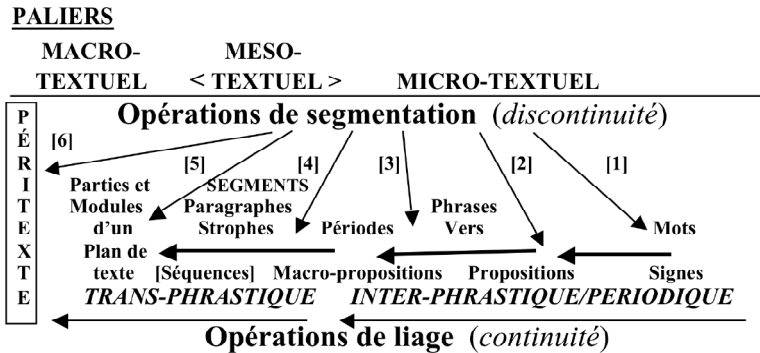 PALIERS
MACRO- MESO-
TEXTUEL < TEXTUEL > MICRO-TEXTUEL
PÉRITEXTE
Opérations de segmentation (discontinuité)
[6] [5] [4] [3] [2] [1]
Parties et SEGMENTS
Modules Paragraphes Phrases
d'un Strophes Périodes Vers Mots
Plan de
texte [Séquences] Macro-propositions Propositions Signes
TRANS-PHRASTIQUE INTER-PHRASTIQUE/PERIODIQUE
Opérations de liage (continuité)